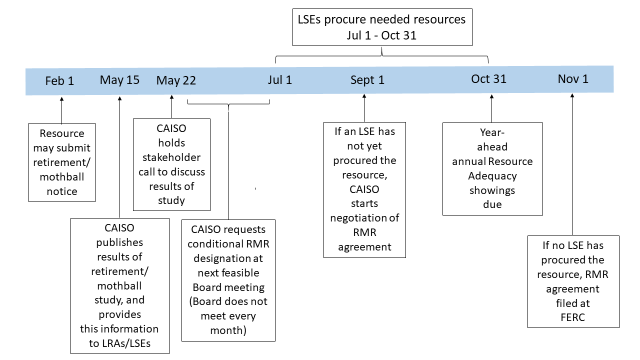 LSEs procure needed resources
Jul 1 - Oct 31
Feb 1
May 15
May 22
Jul 1
Sept 1
Oct 31
Nov 1
Resource
may submit
retirement/
mothball
notice
CAISO
publishes
results of
retirement/
mothball
study, and
provides
this information
to LRAs/LSEs
CAISO
holds
stakeholder
call to discuss
results of
study
CAISO requests
conditional RMR
designation at
next feasible
Board meeting
(Board does not
meet every
month)
If an LSE has
not yet
procured the
resource,
CAISO
starts
negotiation of
RMR
agreement
Year-
ahead
annual Resource
Adequacy
showings
due
If no LSE has
procured the
resource, RMR
agreement
filed at
FERC